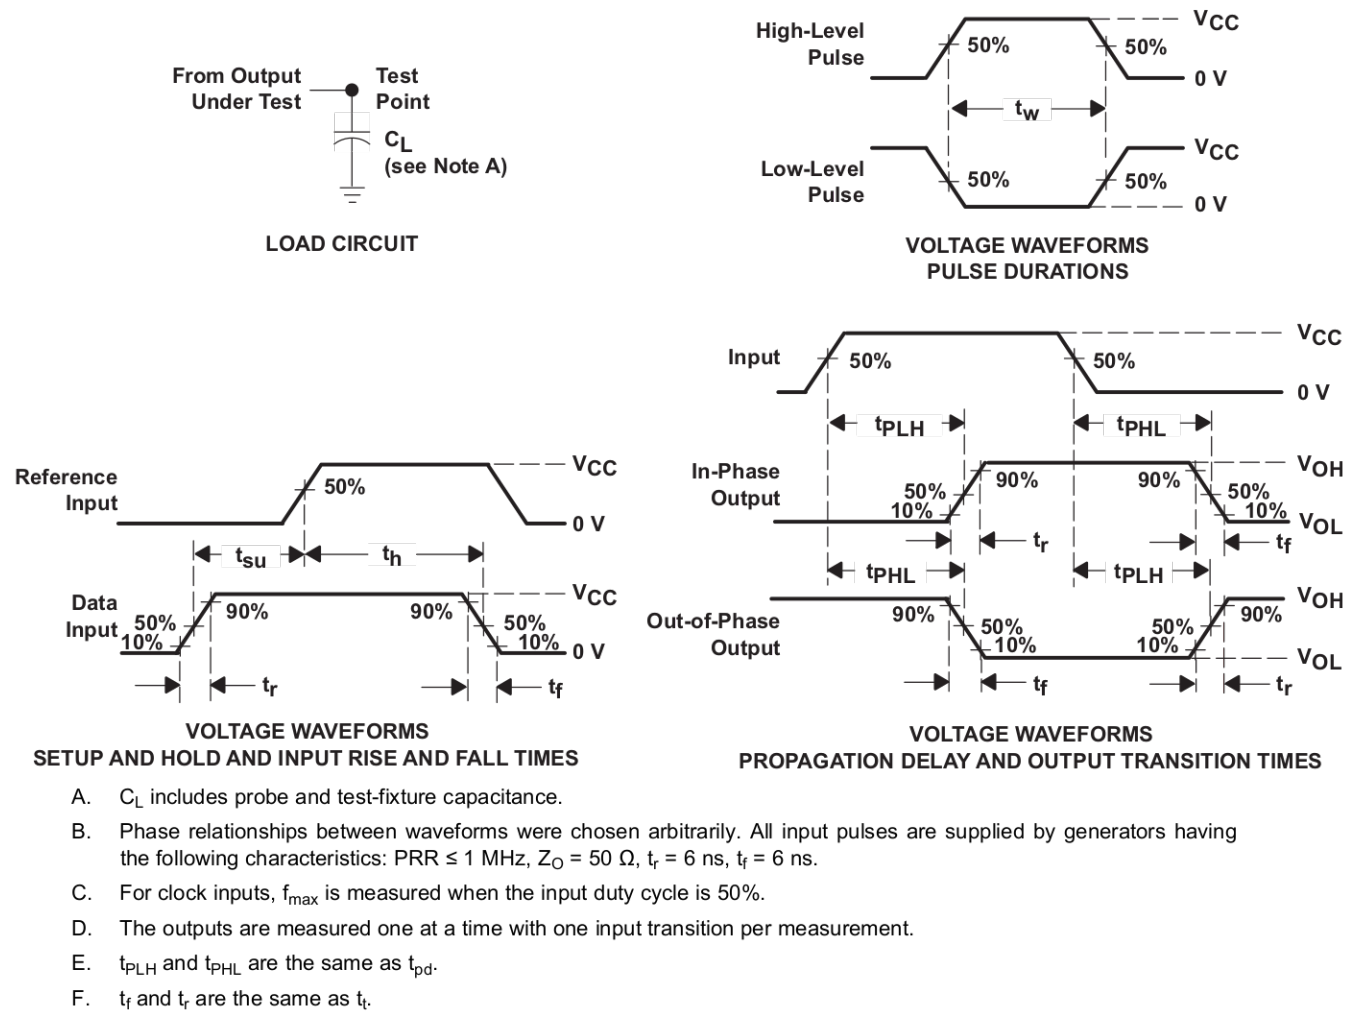 From Output
Under Test
Test
Point
CL
(see Note A)
LOAD CIRCUIT
High-Level
Pulse
50%
50%
VCC
0 V
tw
Low-Level
Pulse
50%
50%
VCC
0 V
VOLTAGE WAVEFORMS
PULSE DURATIONS
Reference
Input
50%
VCC
0 V
tsu
th
Data
Input
50%
10%
90%
90%
50%
10%
VCC
0 V
tr
tf
VOLTAGE WAVEFORMS
SETUP AND HOLD AND INPUT RISE AND FALL TIMES
Input
50%
50%
VCC
0 V
tPLH
tPHL
In-Phase
Output
50%
10%
90%
90%
50%
10%
VOH
VOL
tr
tf
tPHL
tPLH
Out-of-Phase
Output
90%
50%
10%
50%
10%
90%
VOH
VOL
tf
tr
VOLTAGE WAVEFORMS
PROPAGATION DELAY AND OUTPUT TRANSITION TIMES
A. CL includes probe and test-fixture capacitance.
B. Phase relationships between waveforms were chosen arbitrarily. All input pulses are supplied by generators having
the following characteristics: PRR ≤ 1 MHz, ZO = 50 Ω, tr = 6 ns, tf = 6 ns.
C. For clock inputs, fmax is measured when the input duty cycle is 50%.
D. The outputs are measured one at a time with one input transition per measurement.
E. tPLH and tPHL are the same as tpd.
F. tf and tr are the same as tt.